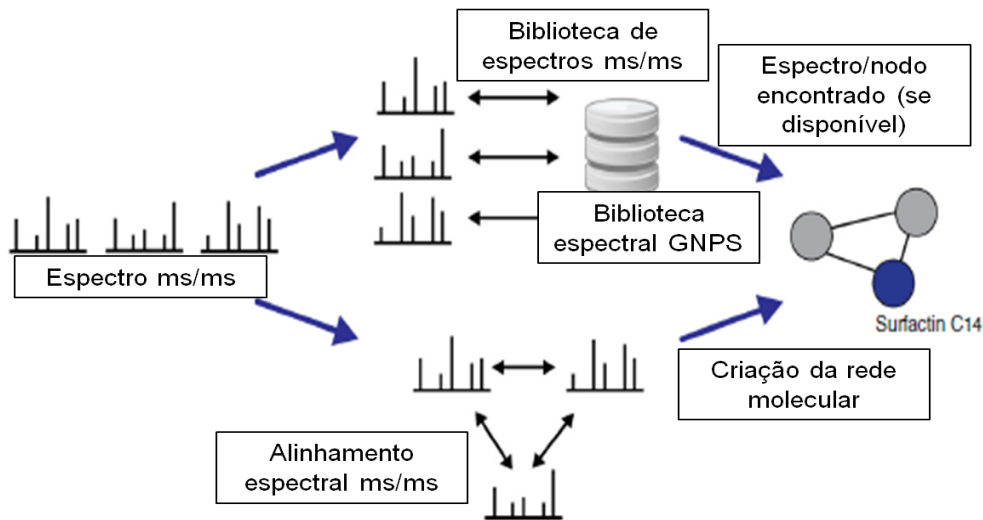 Biblioteca de
espectros ms/ms
Espectro/nodo
encontrado (se
disponível)
Biblioteca
espectral GNPS
Espectro ms/ms
Surfactin C14
Criação da rede
molecular
Alinhamento
espectral ms/ms